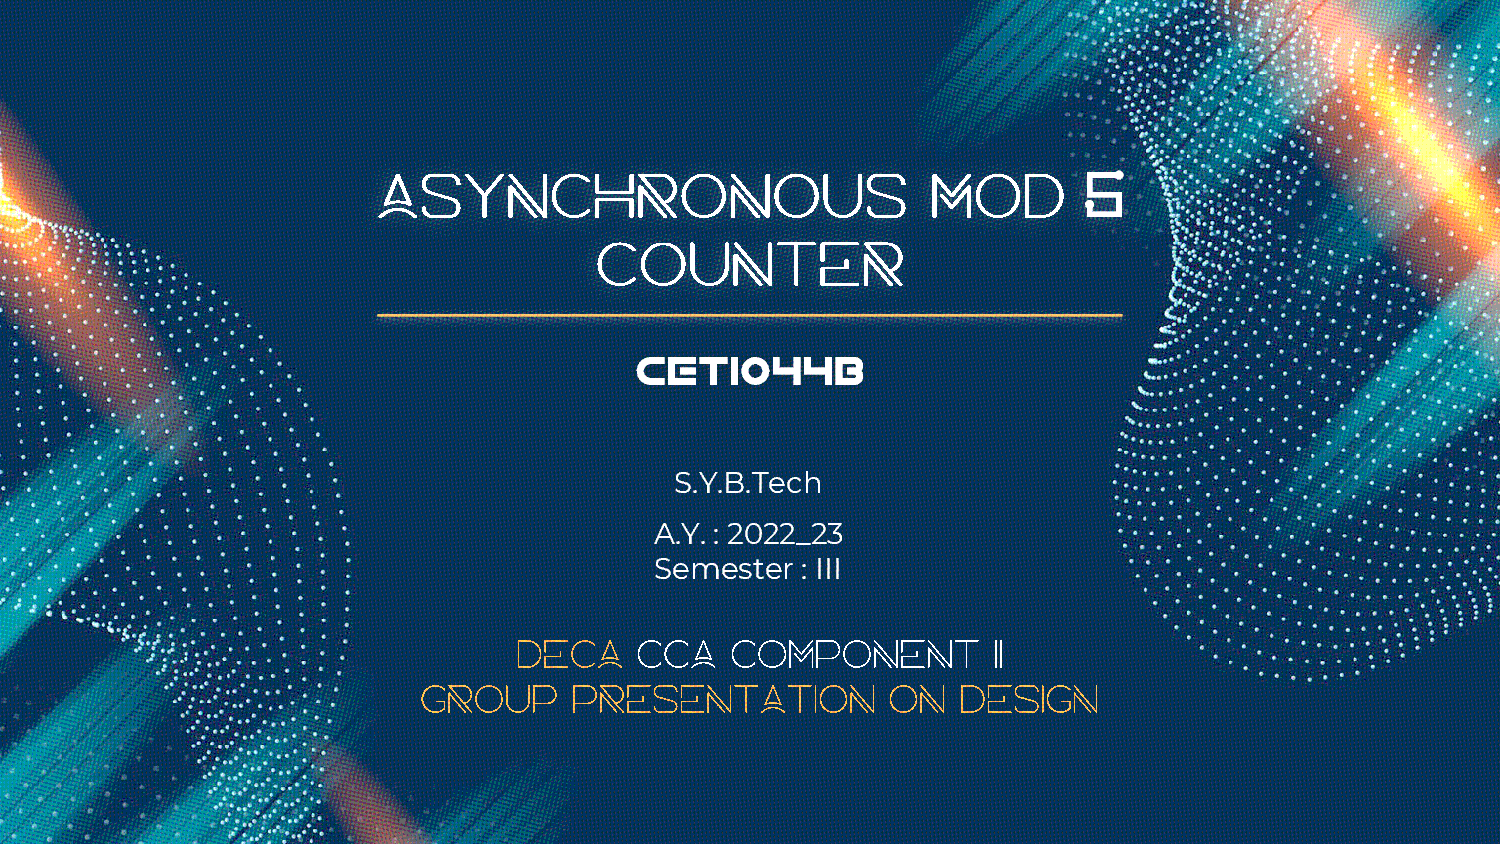 ASYNCHRONOUS MOD 5
COUNTER
CET1044B
S.Y.B.Tech
A.Y. : 2022_23
Semester : III
DECA CCA COMPONENT II
GROUP PRESENTATION ON DESIGN